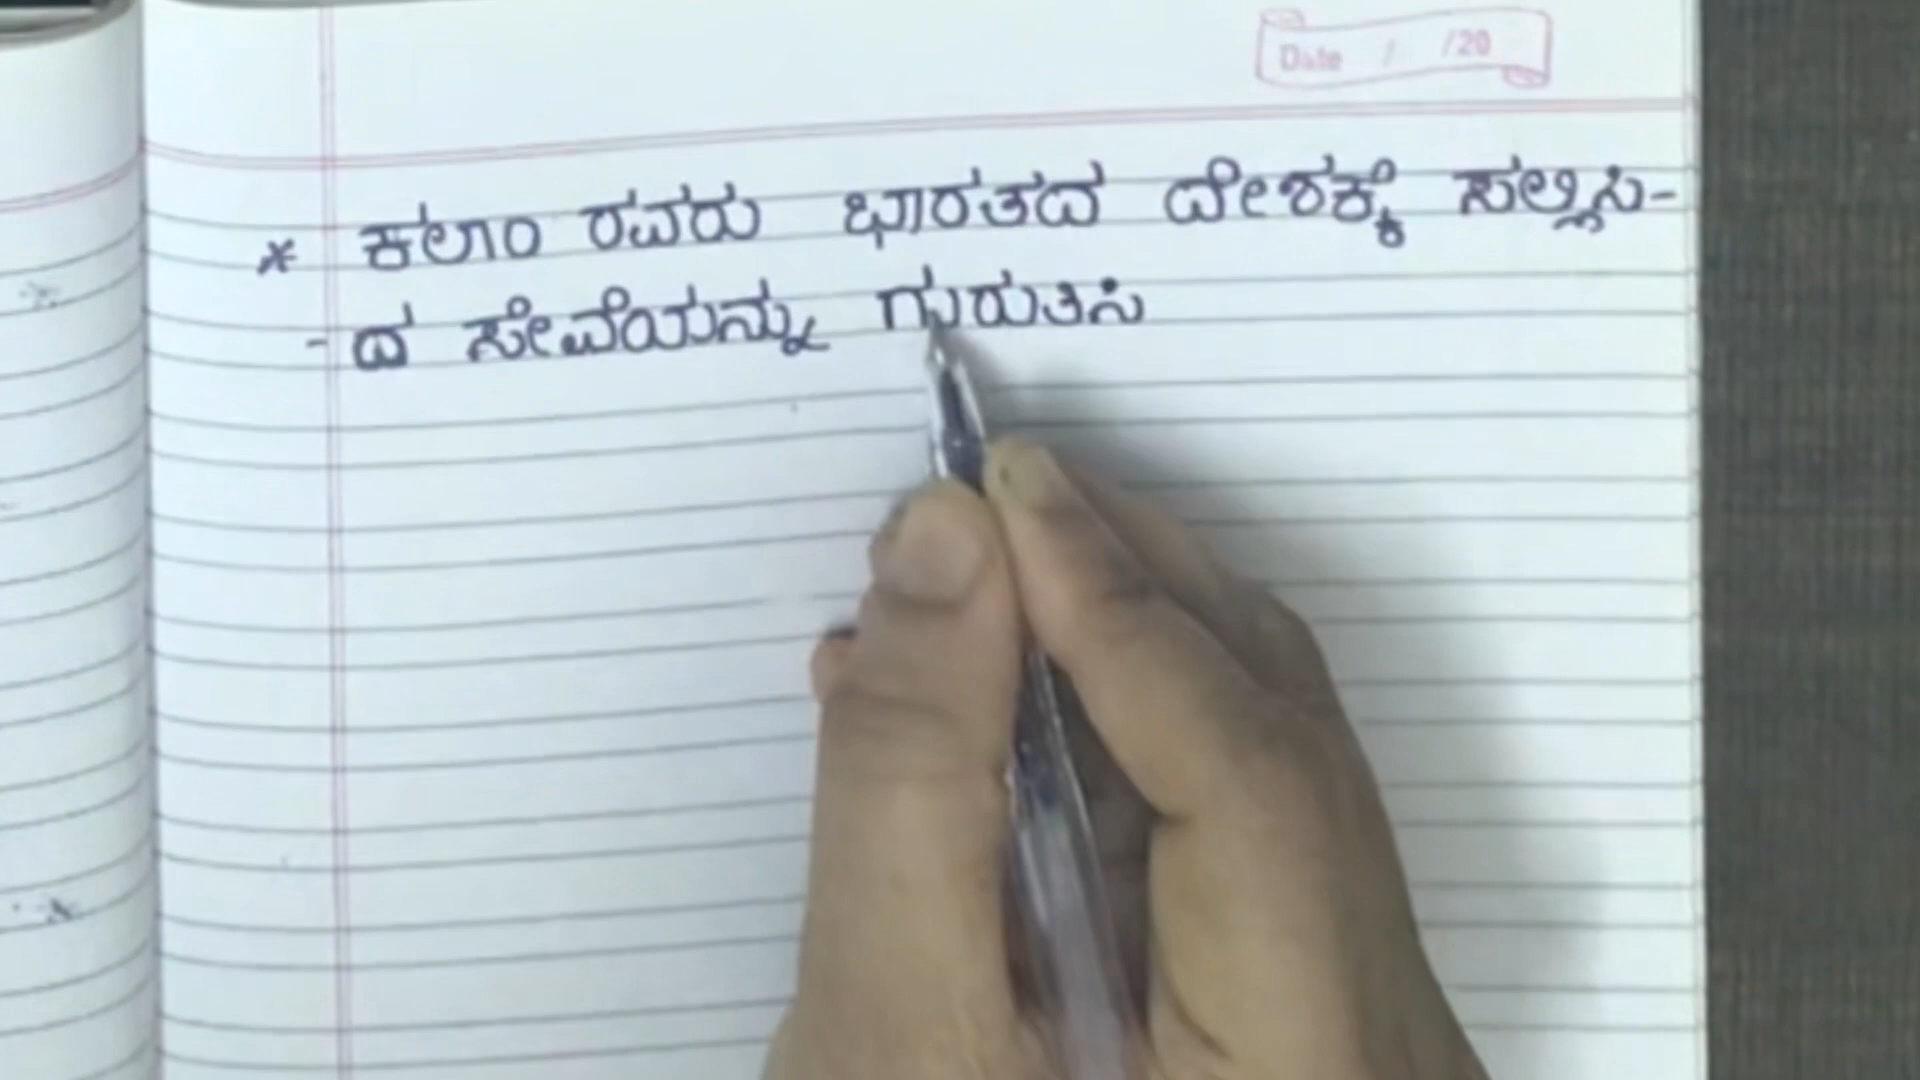 Date / /20
* ಕಲಾಂ ರವರು ಭಾರತದ ದೇಶಕ್ಕೆ ಸಲ್ಲಿಸಿ-
- ದ ಸೇವೆಯನ್ನು ಗುರುತಿಸಿ